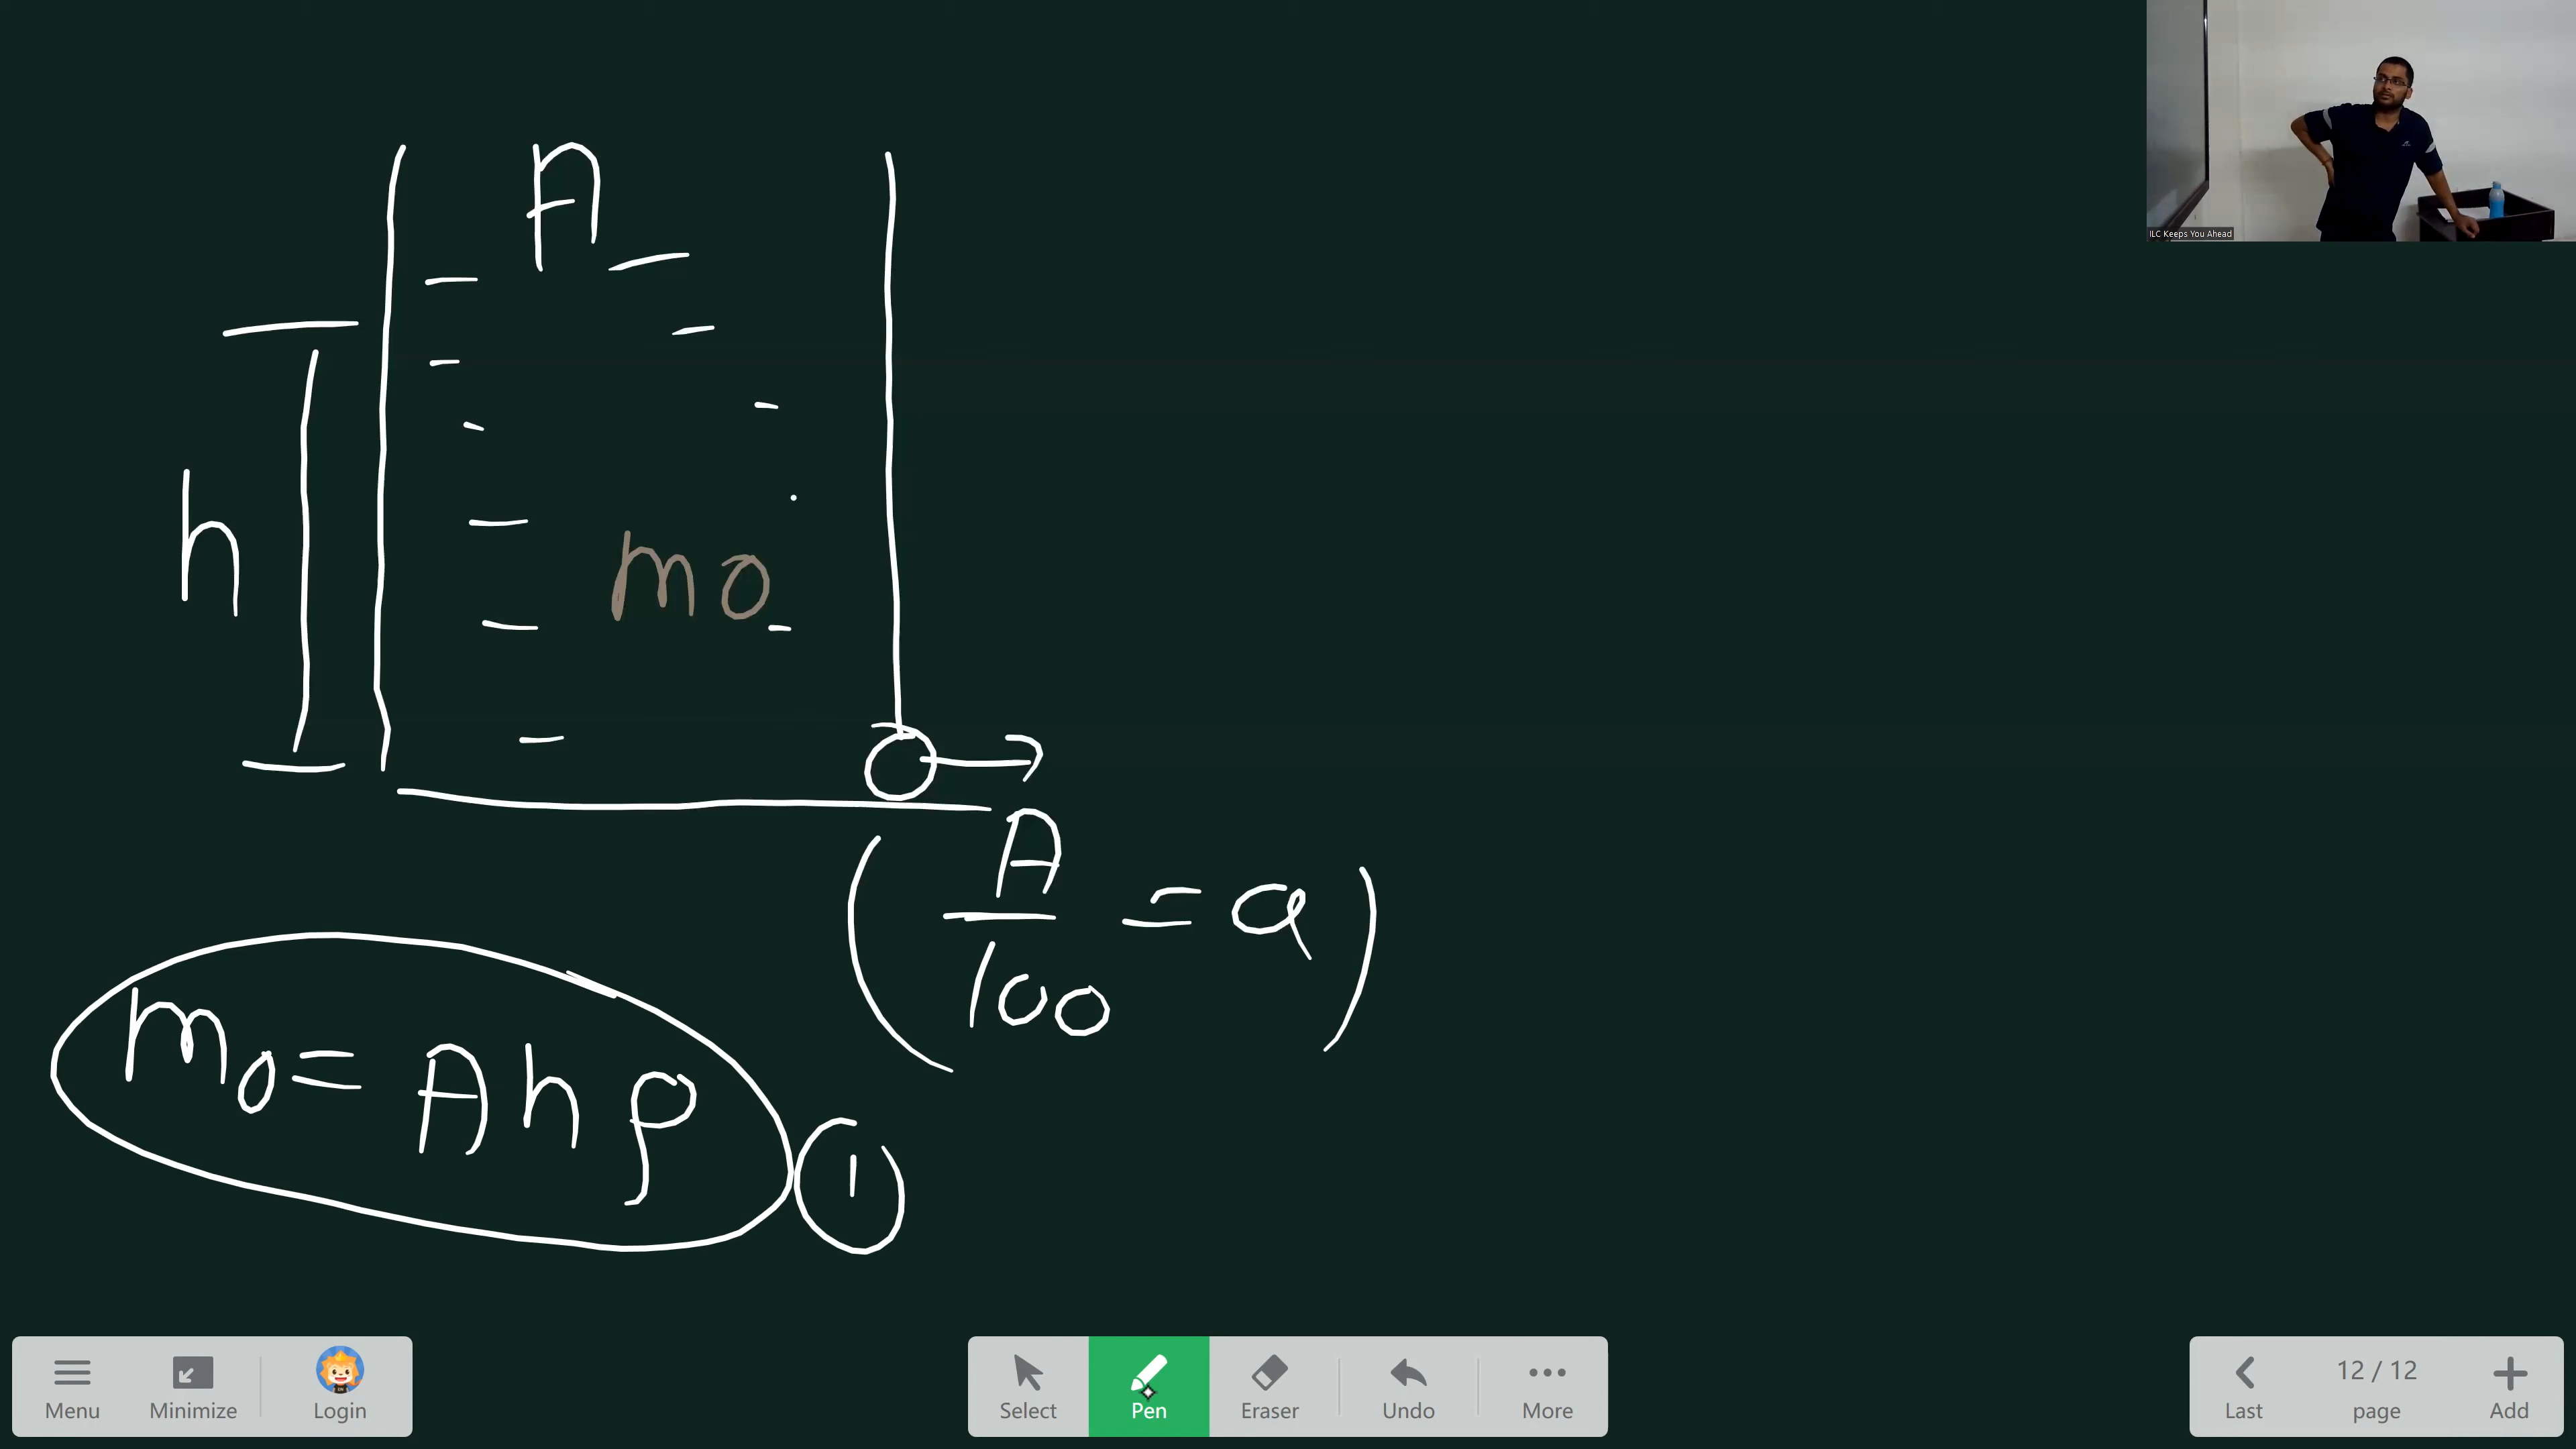 ILC Keeps You Ahead
A
h
m0
( A/100 = a )
m0 = Ahρ
1
Menu
Minimize
Login
Select
Pen
Eraser
Undo
More
Last
12 / 12
page
Add